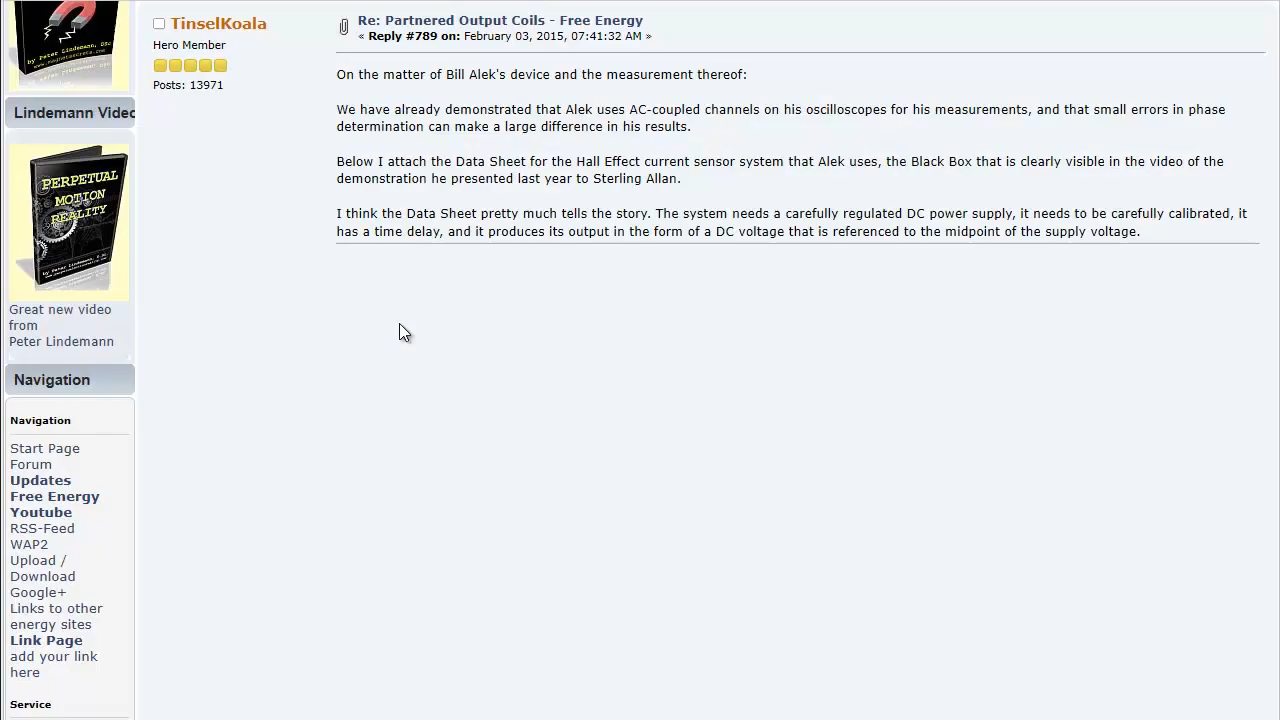 by Peter Lindemann, DSc
Lindemann Videc
PERPETUAL
MOTION
REALITY
Great new video
from
Peter Lindemann
Navigation
Navigation
Start Page
Forum
Updates
Free Energy
Youtube
RSS-Feed
WAP2
Upload /
Download
Google+
Links to other
energy sites
Link Page
add your link
here
Service
TinselKoala
Hero Member
Posts: 13971
Re: Partnered Output Coils - Free Energy
« Reply #789 on: February 03, 2015, 07:41:32 AM »
On the matter of Bill Alek's device and the measurement thereof:
We have already demonstrated that Alek uses AC-coupled channels on his oscilloscopes for his measurements, and that small errors in phase
determination can make a large difference in his results.
Below I attach the Data Sheet for the Hall Effect current sensor system that Alek uses, the Black Box that is clearly visible in the video of the
demonstration he presented last year to Sterling Allan.
I think the Data Sheet pretty much tells the story. The system needs a carefully regulated DC power supply, it needs to be carefully calibrated, it
has a time delay, and it produces its output in the form of a DC voltage that is referenced to the midpoint of the supply voltage.